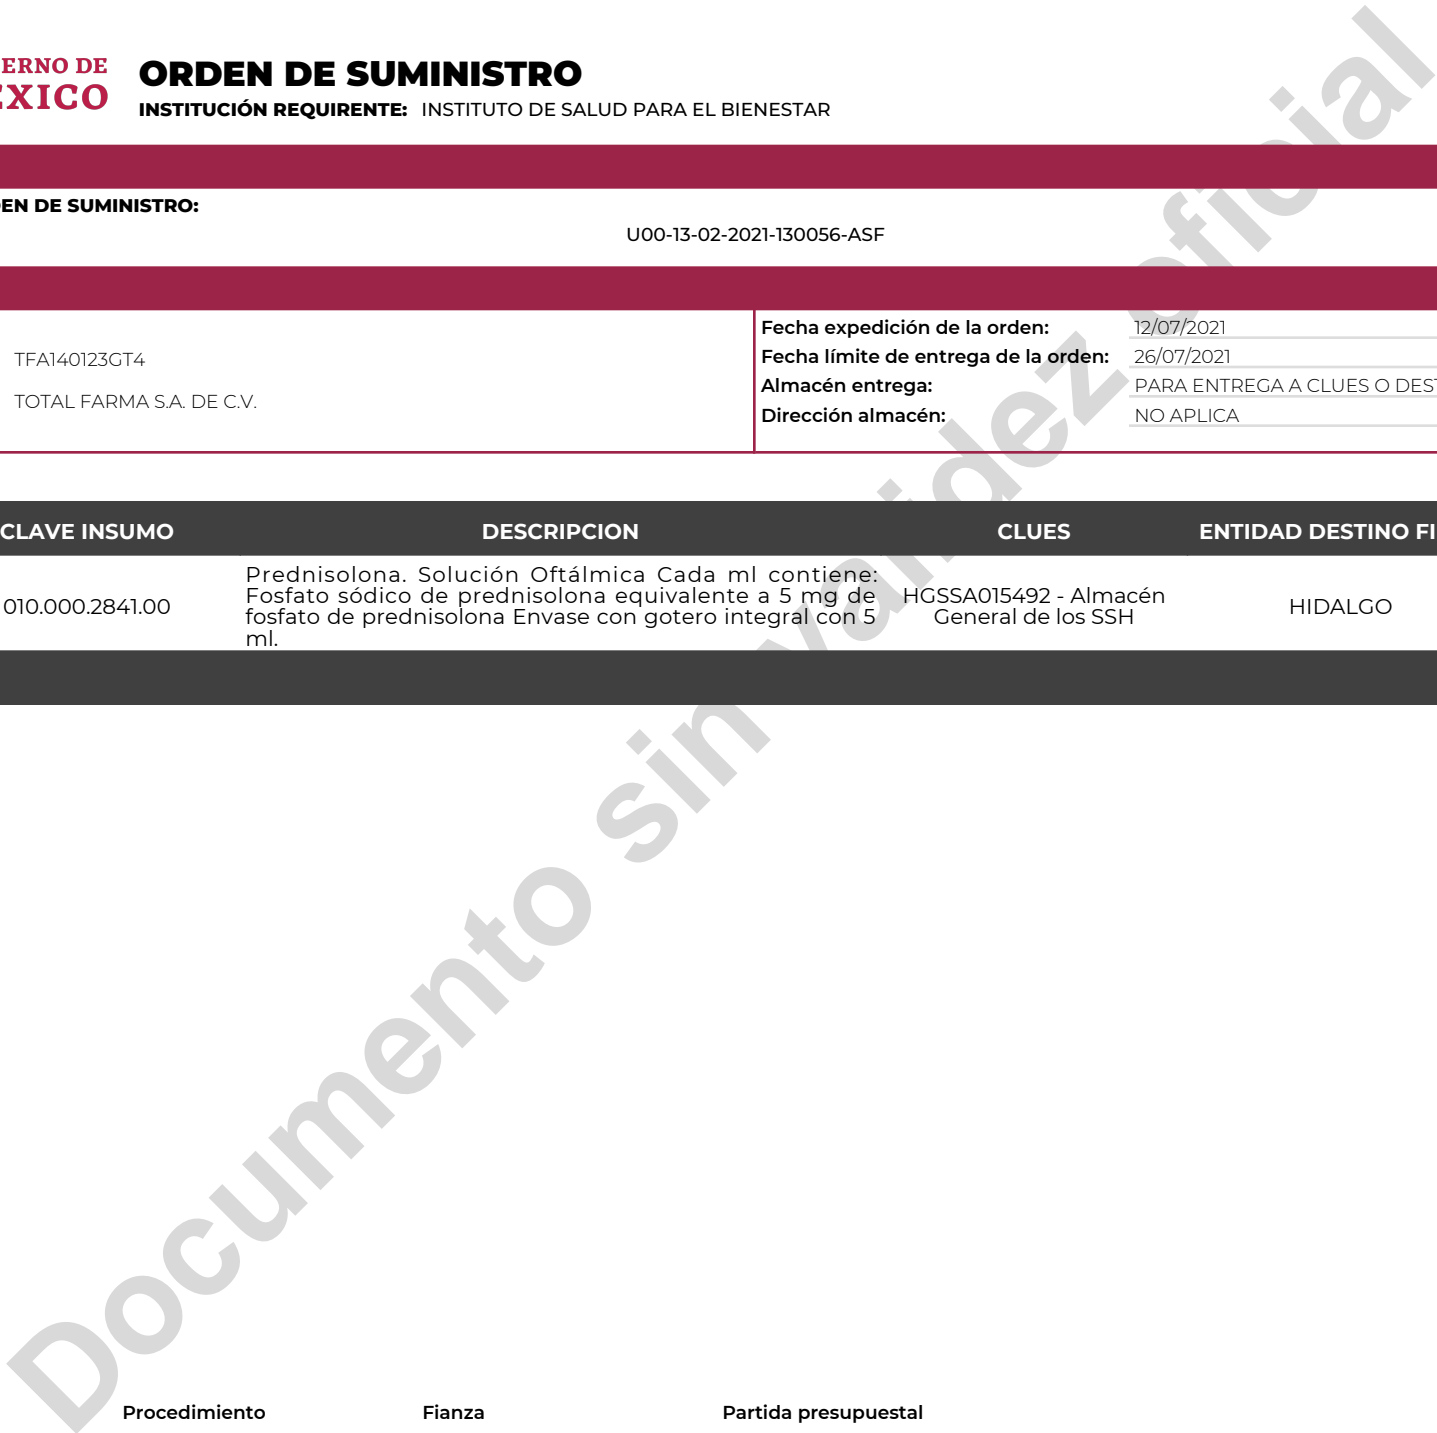 ERNO DE
ÉXICO
ORDEN DE SUMINISTRO
INSTITUCIÓN REQUIRENTE: INSTITUTO DE SALUD PARA EL BIENESTAR
EN DE SUMINISTRO:
U00-13-02-2021-130056-ASF
TFA140123GT4
TOTAL FARMA S.A. DE C.V.
Fecha expedición de la orden: 12/07/2021
Fecha límite de entrega de la orden: 26/07/2021
Almacén entrega: PARA ENTREGA A CLUES O DEST
Dirección almacén: NO APLICA
CLAVE INSUMO DESCRIPCION CLUES ENTIDAD DESTINO FI
010.000.2841.00
Prednisolona. Solución Oftálmica Cada ml contiene:
Fosfato sódico de prednisolona equivalente a 5 mg de
fosfato de prednisolona Envase con gotero integral con 5
ml.
HGSSA015492 - Almacén
General de los SSH
HIDALGO
Documento sin validez oficial
Procedimiento Fianza Partida presupuestal